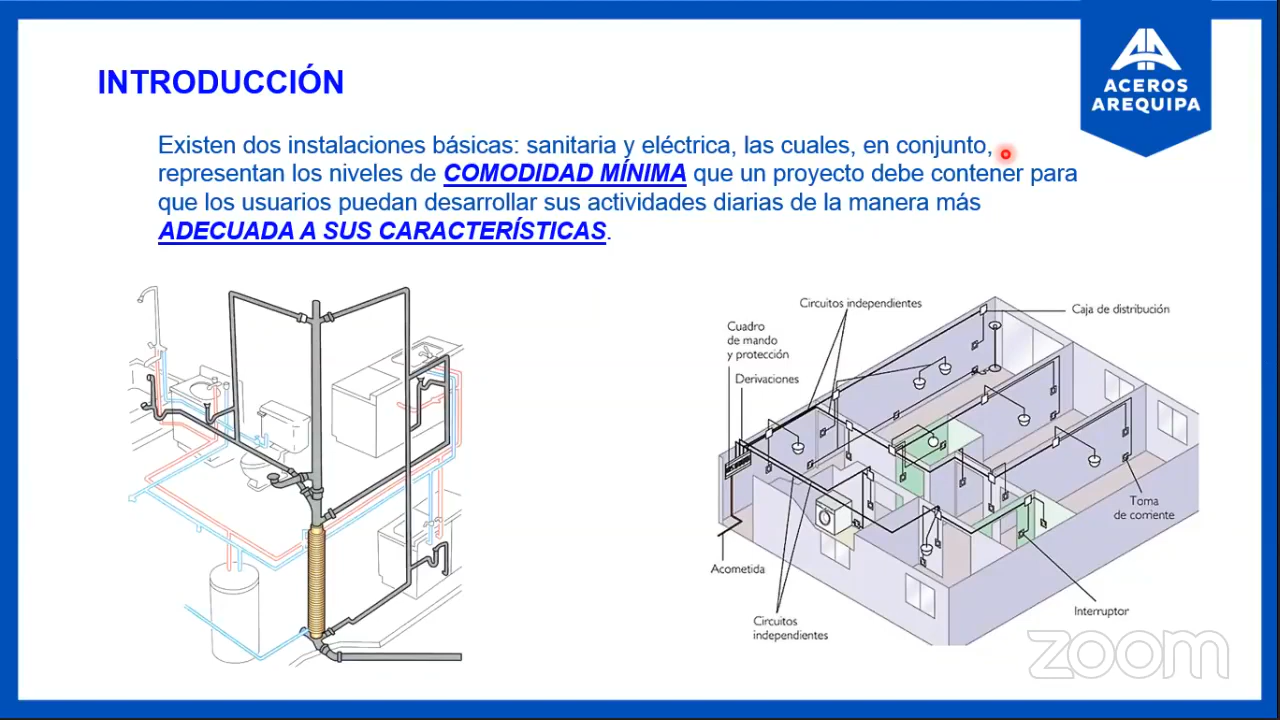 INTRODUCCIÓN
ACEROS
AREQUIPA
Existen dos instalaciones básicas: sanitaria y eléctrica, las cuales, en conjunto,
representan los niveles de COMODIDAD MÍNIMA que un proyecto debe contener para
que los usuarios puedan desarrollar sus actividades diarias de la manera más
ADECUADA A SUS CARACTERÍSTICAS.
Circuitos independientes
Caja de distribución
Cuadro
de mando
y protección
Derivaciones
Toma
de corriente
Acometida
Interruptor
Circuitos
independientes
zoom